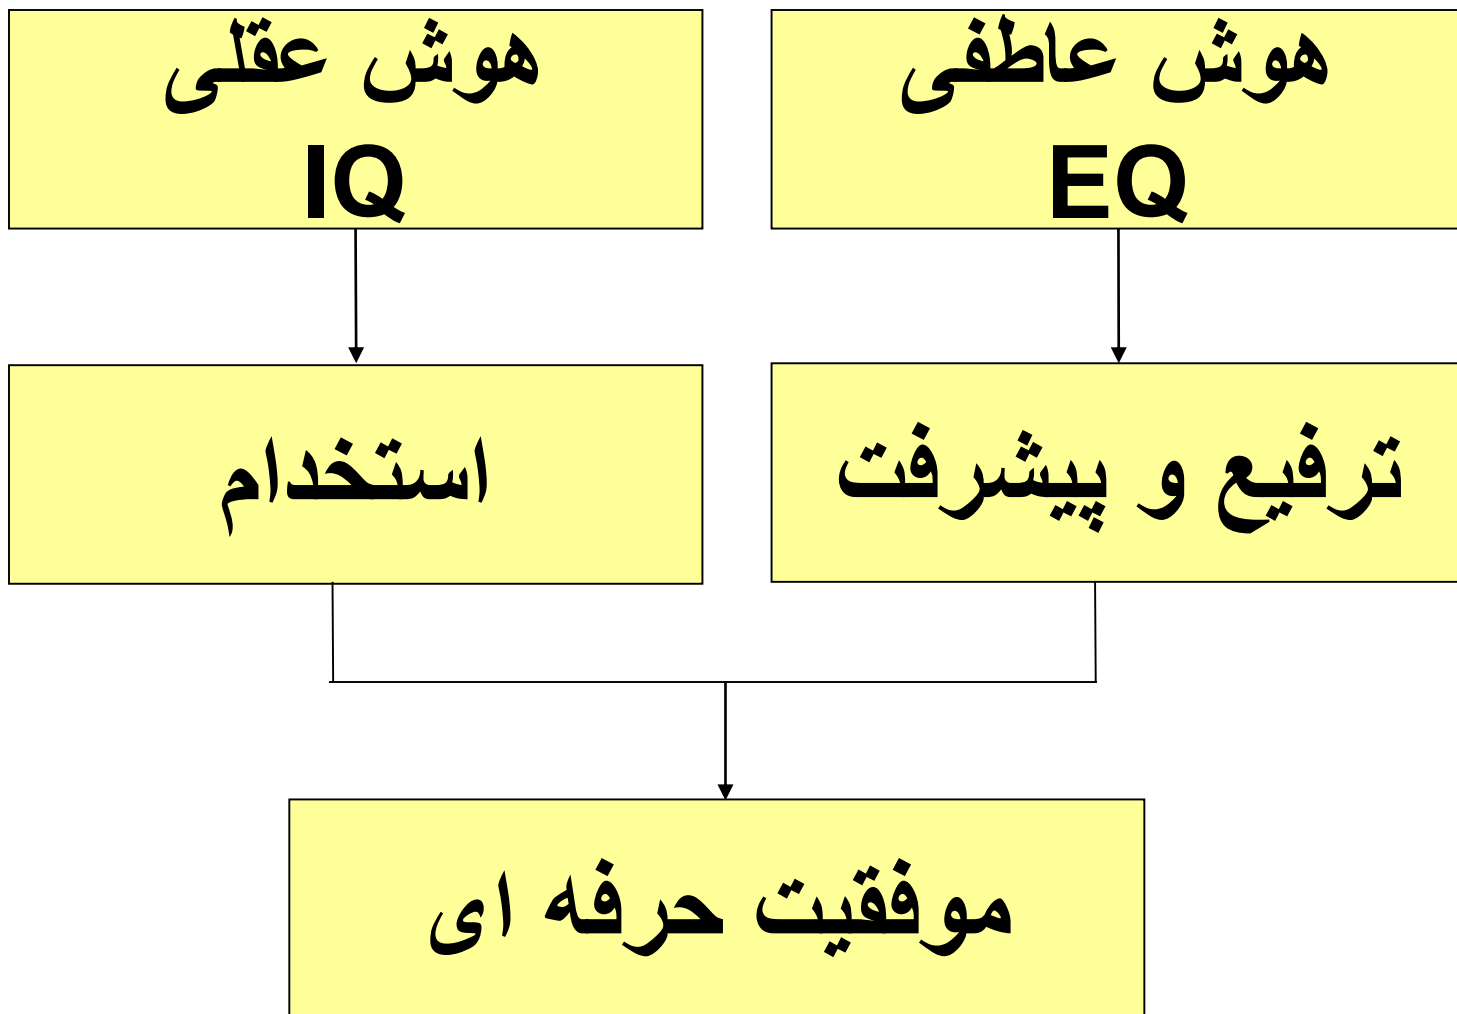 هوش عاطفی
EQ
هوش عقلی
IQ
ترفیع و پیشرفت
استخدام
موفقیت حرفه ای